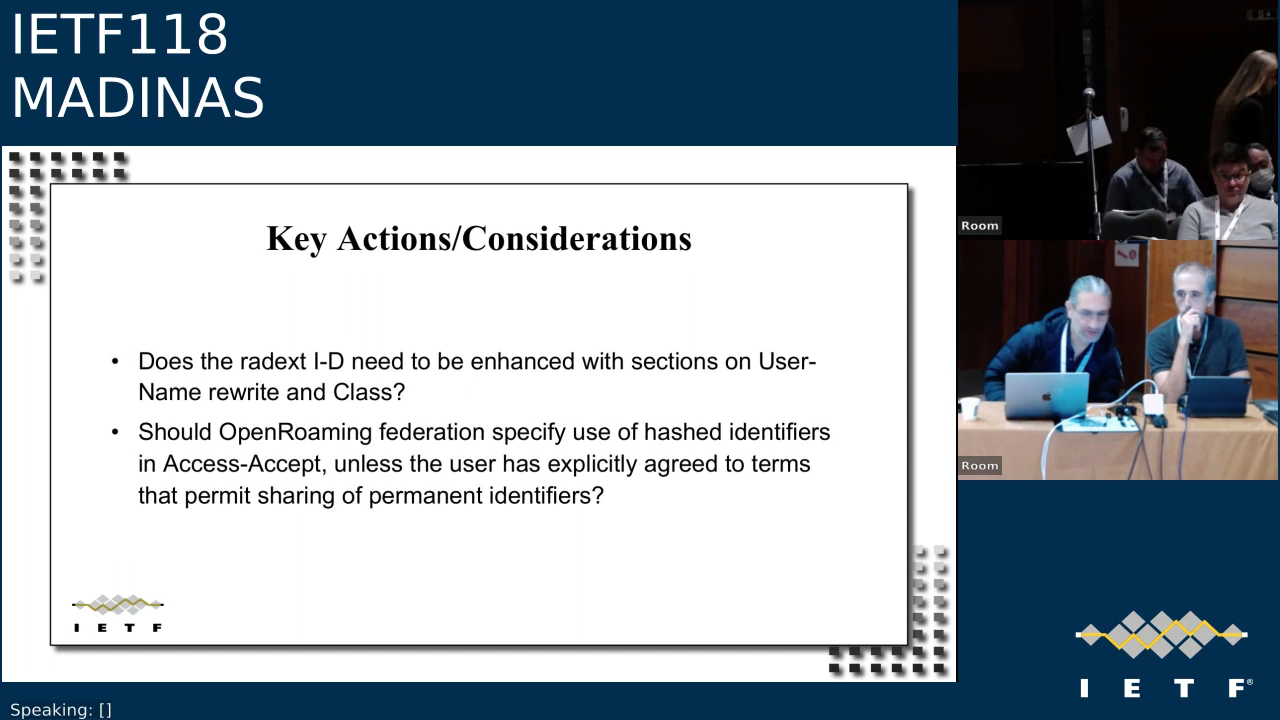 IETF118
MADINAS
Key Actions/Considerations
• Does the radext I-D need to be enhanced with sections on User-
Name rewrite and Class?
• Should OpenRoaming federation specify use of hashed identifiers
in Access-Accept, unless the user has explicitly agreed to terms
that permit sharing of permanent identifiers?
I E T F
Room
Room
I E T F®
Speaking: []